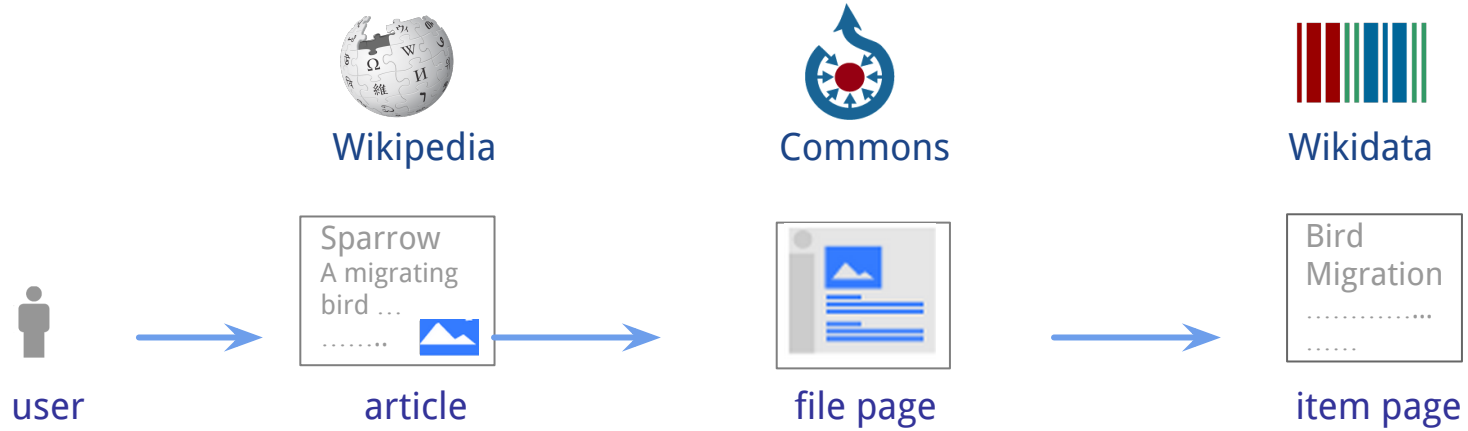 Wikipedia
Commons
Wikidata
Sparrow
A migrating
bird …
……..
Bird
Migration
…………...
……
user
article
file page
item page